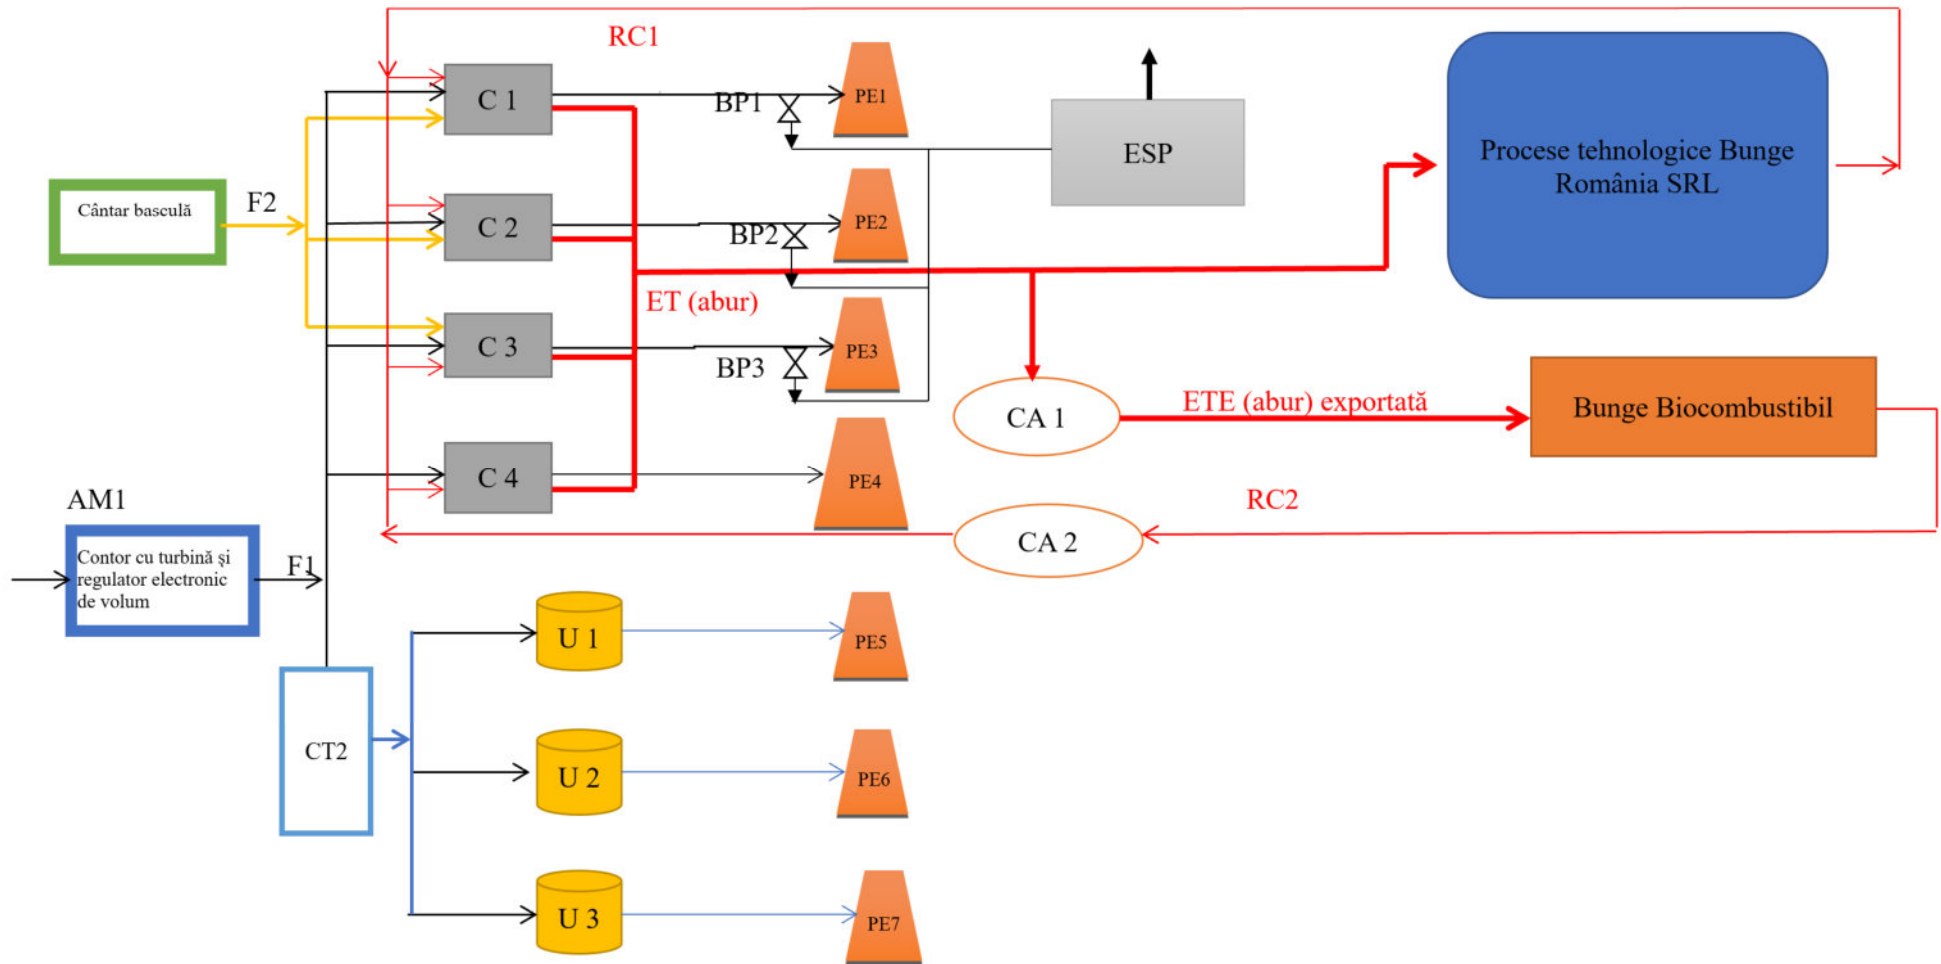 RC1
C 1
BP1
PE1
ESP
Procese tehnologice Bunge
România SRL
Cântar basculă
F2
C 2
BP2
PE2
ET (abur)
C 3
BP3
PE3
CA 1
ETE (abur) exportată
Bunge Biocombustibil
C 4
PE4
AM1
RC2
CA 2
Contor cu turbină și
regulator electronic
de volum
F1
U 1
PE5
CT2
U 2
PE6
U 3
PE7